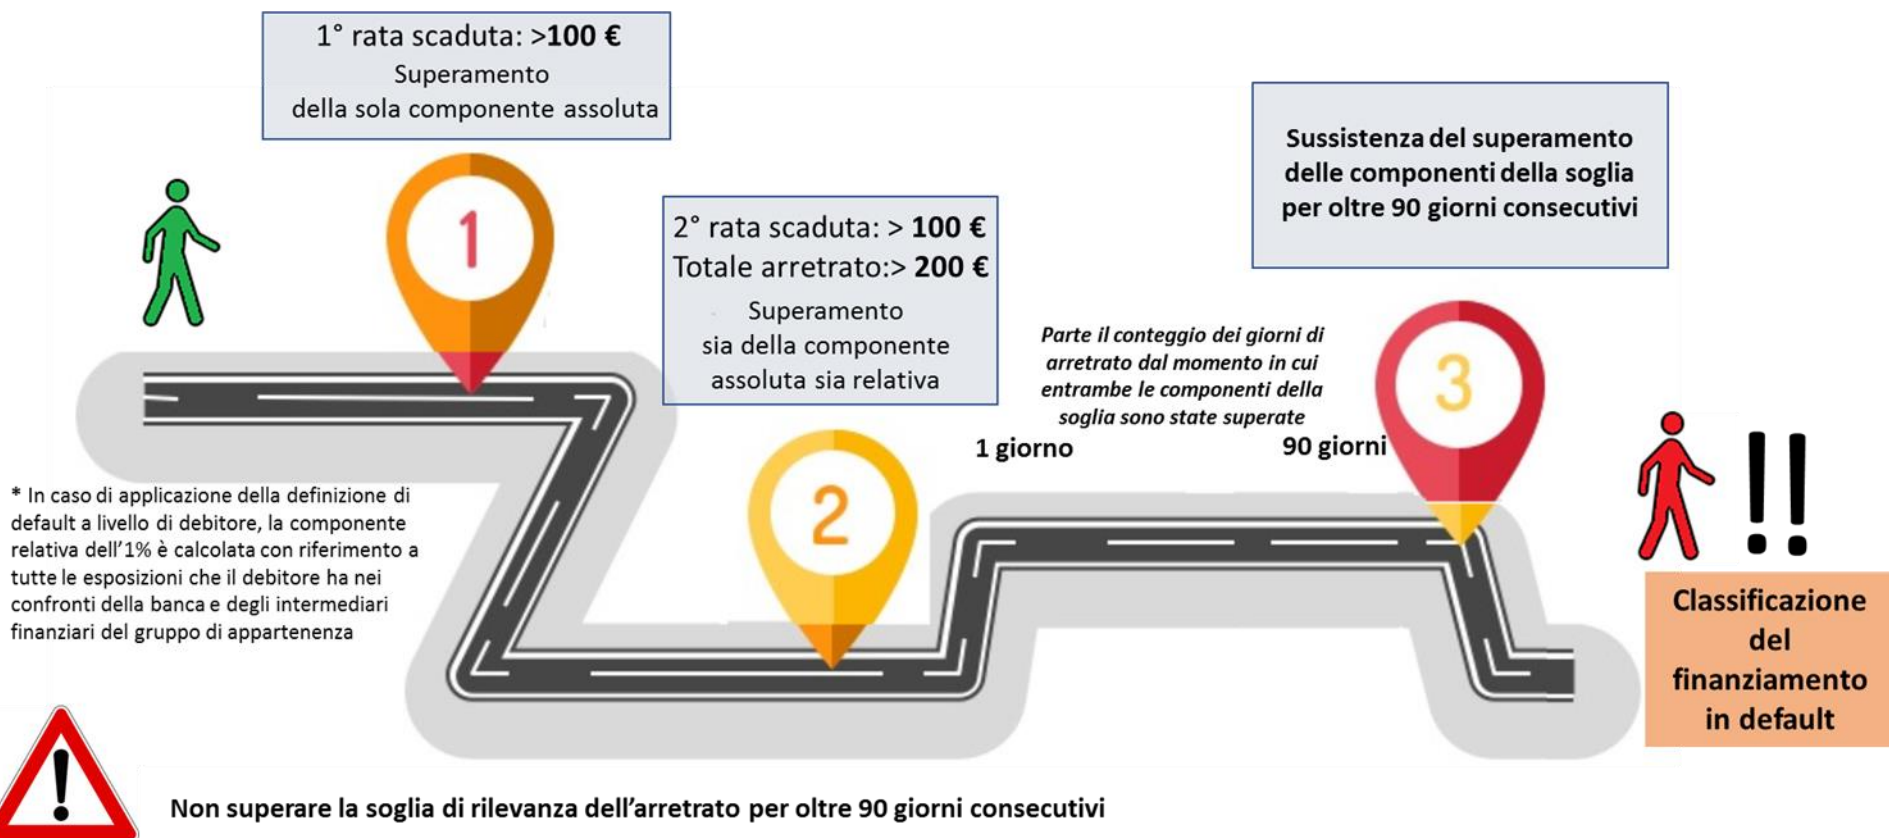 1° rata scaduta: >100 €
Superamento
della sola componente assoluta
1
2° rata scaduta: > 100 €
Totale arretrato:> 200 €
Superamento
sia della componente
assoluta sia relativa
2
Parte il conteggio dei giorni di
arretrato dal momento in cui
entrambe le componenti della
soglia sono state superate
1 giorno
90 giorni
Sussistenza del superamento
delle componenti della soglia
per oltre 90 giorni consecutivi
3
!!
Classificazione
del
finanziamento
in default
* In caso di applicazione della definizione di
default a livello di debitore, la componente
relativa dell’1% è calcolata con riferimento a
tutte le esposizioni che il debitore ha nei
confronti della banca e degli intermediari
finanziari del gruppo di appartenenza
!
Non superare la soglia di rilevanza dell’arretrato per oltre 90 giorni consecutivi